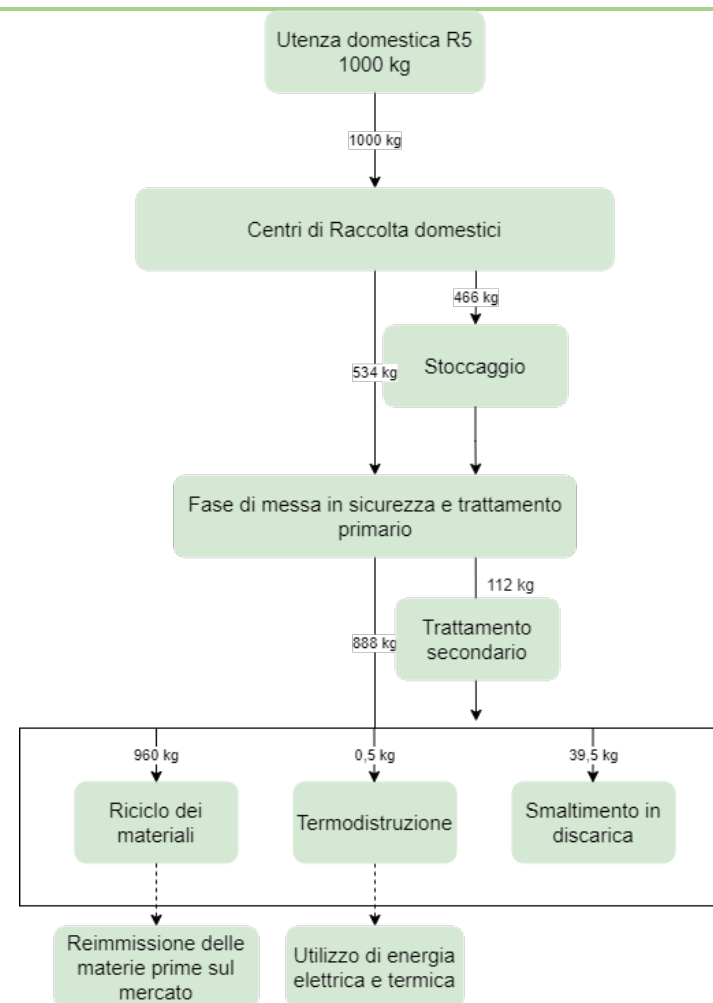 Utenza domestica R5
1000 kg
1000 kg
Centri di Raccolta domestici
466 kg
Stoccaggio
534 kg
Fase di messa in sicurezza e trattamento
primario
112 kg
Trattamento
secondario
888 kg
960 kg
0,5 kg
39,5 kg
Riciclo dei
materiali
Termodistruzione
Smaltimento in
discarica
Reimmissione delle
materie prime sul
mercato
Utilizzo di energia
elettrica e termica